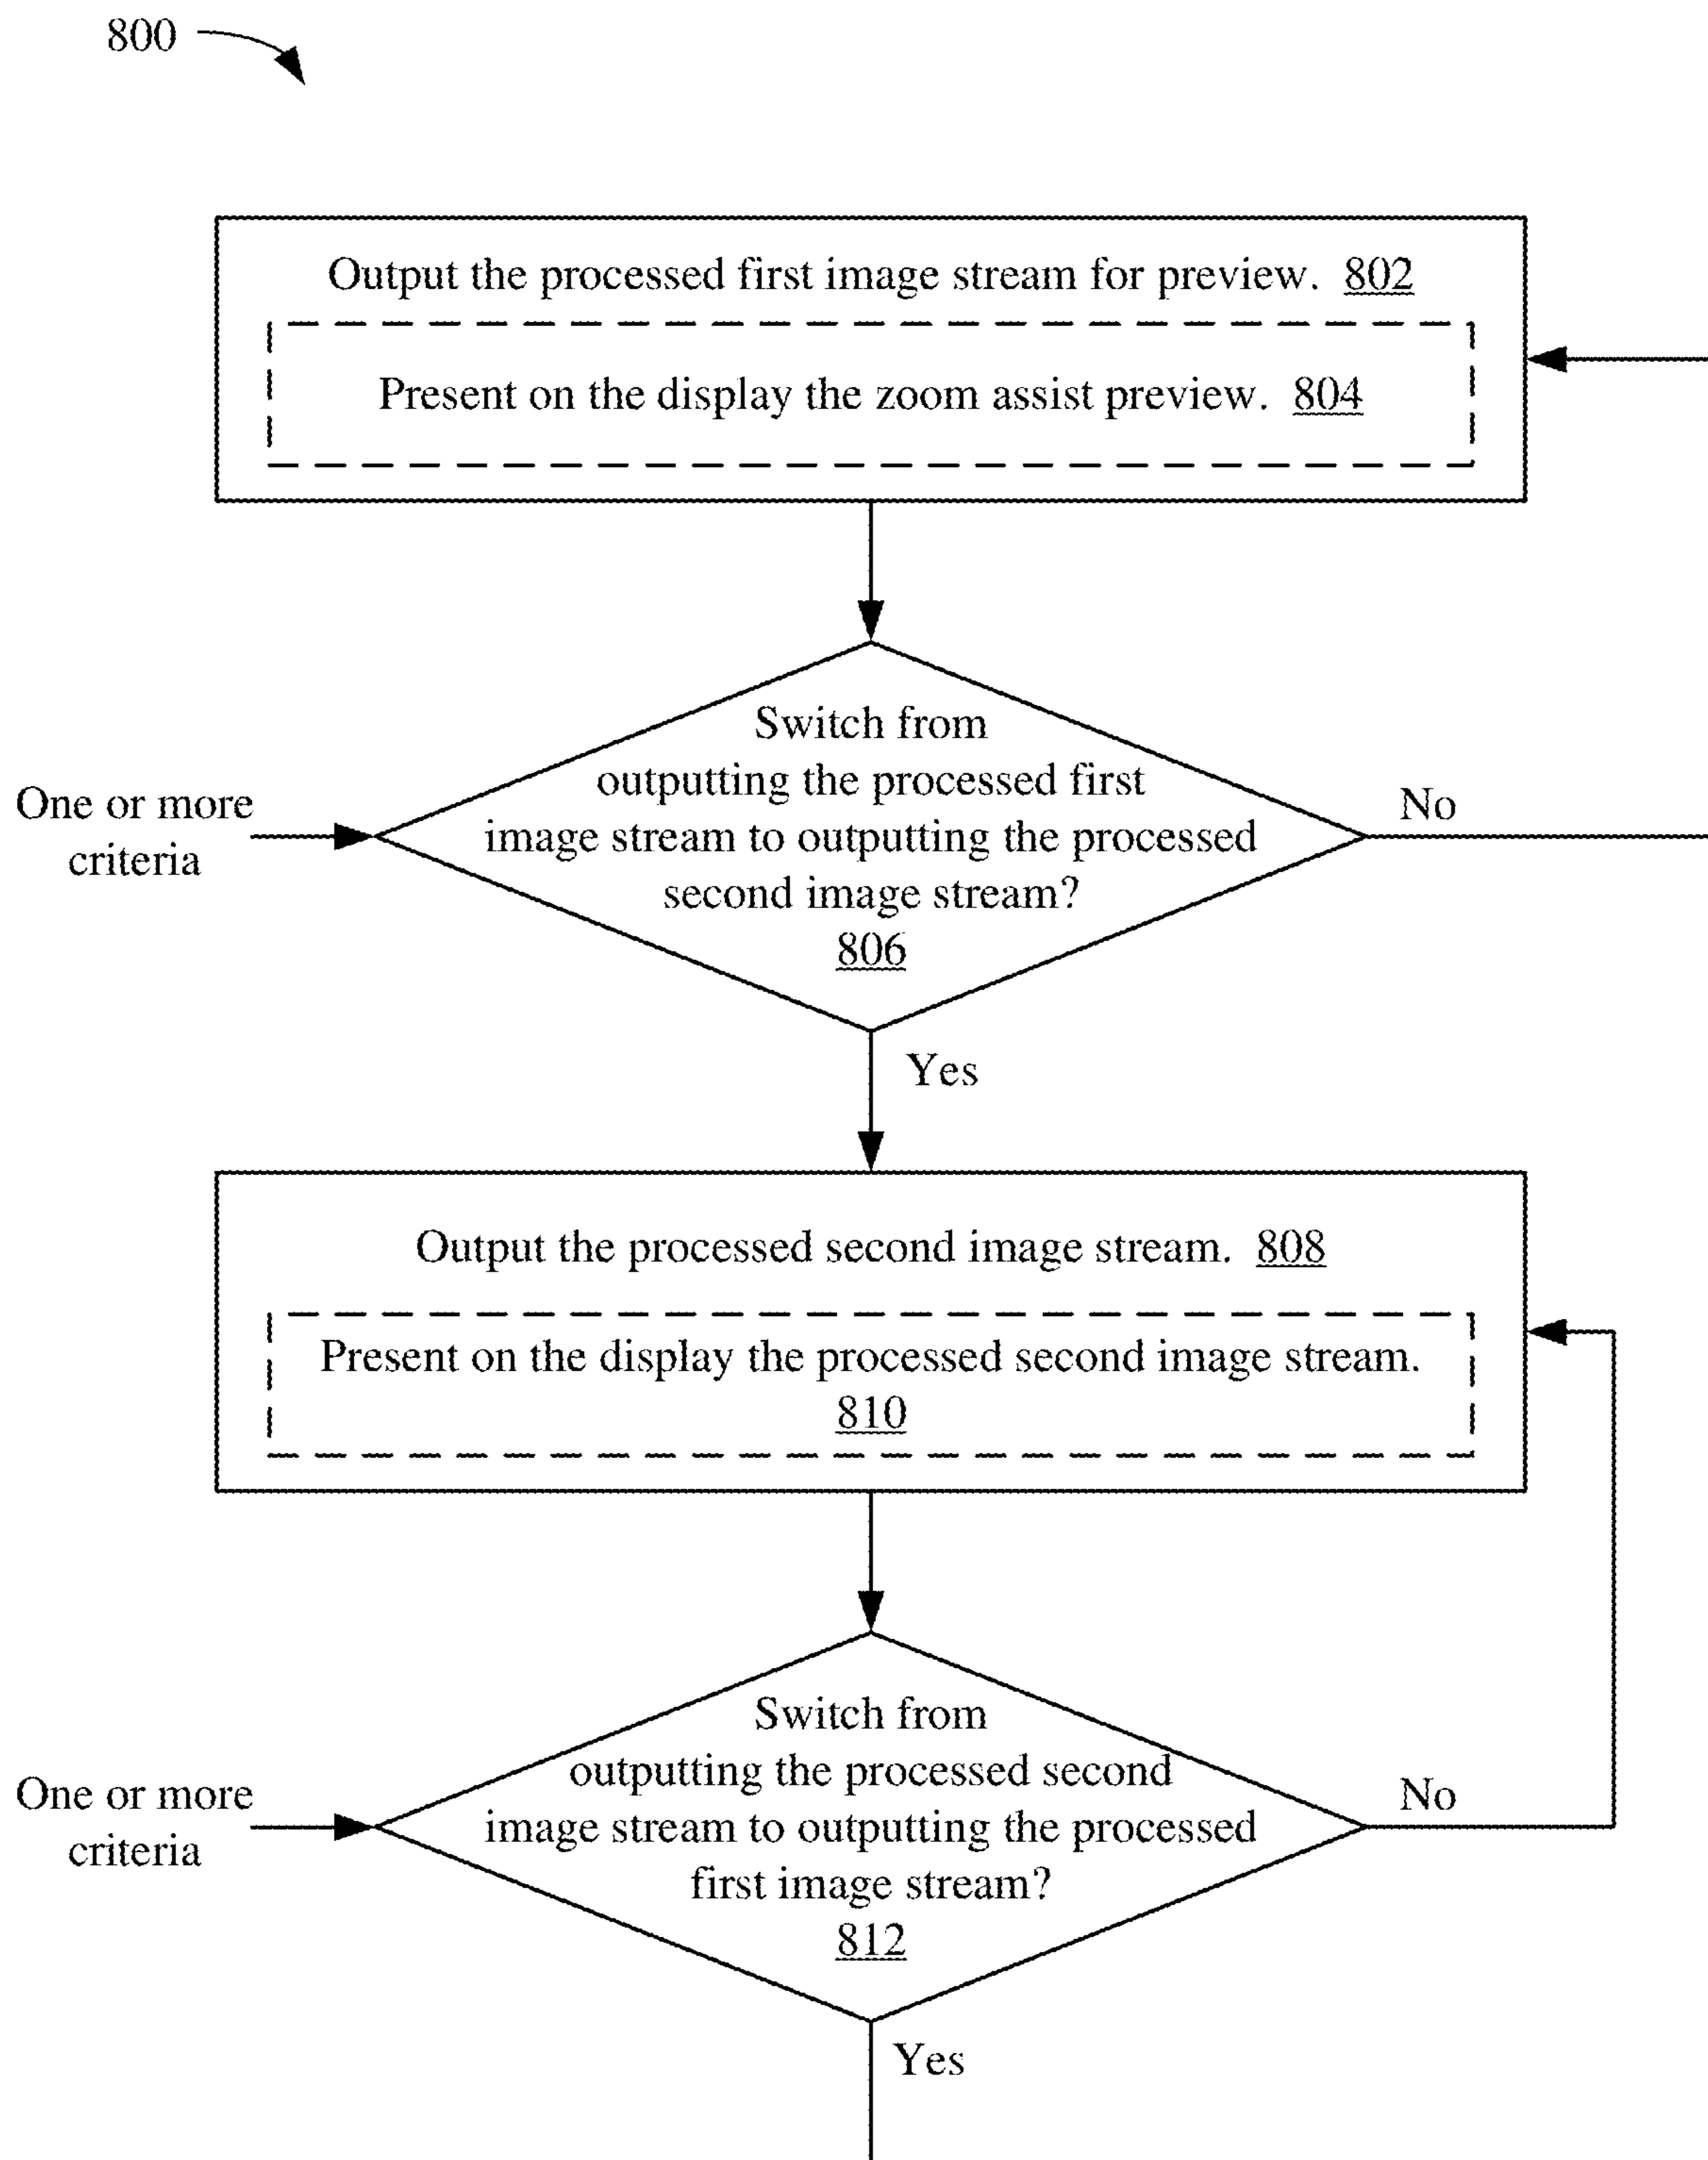 800
Output the processed first image stream for preview. 802
Present on the display the zoom assist preview. 804
Switch from
outputting the processed first
image stream to outputting the processed
second image stream?
806
One or more
criteria
No
Yes
Output the processed second image stream. 808
Present on the display the processed second image stream.
810
Switch from
outputting the processed second
image stream to outputting the processed
first image stream?
812
One or more
criteria
No
Yes